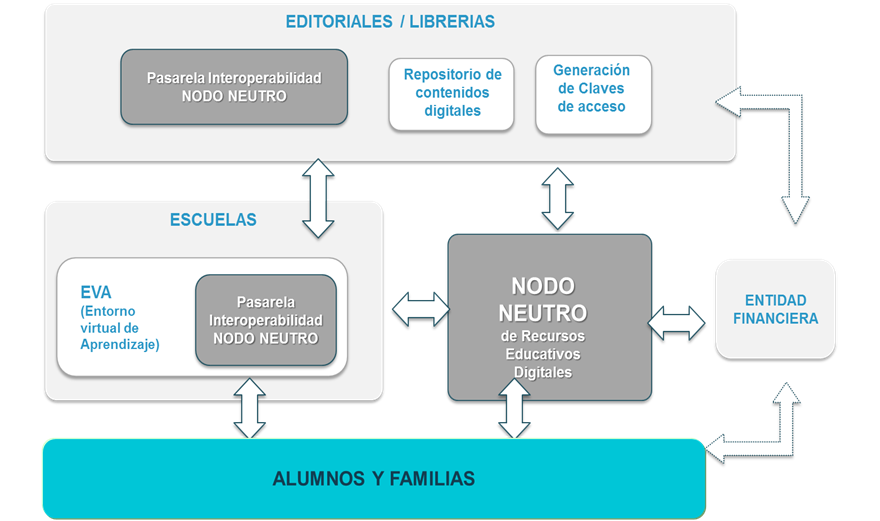 EDITORIALES / LIBRERIAS
Pasarela Interoperabilidad
NODO NEUTRO
Repositorio de
contenidos
digitales
Generación
de Claves
de acceso
ESCUELAS
EVA
(Entorno
virtual de
Aprendizaje)
Pasarela
Interoperabilidad
NODO NEUTRO
NODO
NEUTRO
de Recursos
Educativos
Digitales
ENTIDAD
FINANCIERA
ALUMNOS Y FAMILIAS